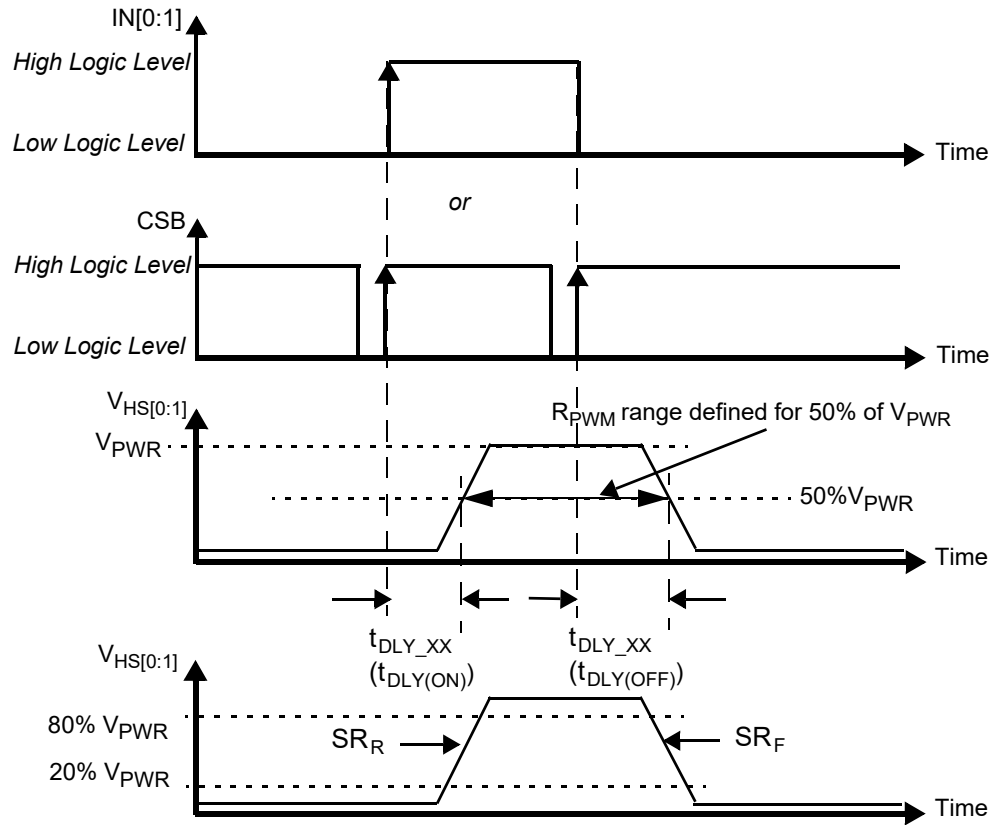 IN[0:1]
High Logic Level
Low Logic Level
Time
or
CSB
High Logic Level
Low Logic Level
Time
VHS[0:1]
RPWM range defined for 50% of VPWR
VPWR
50%VPWR
Time
tDLY_XX
(tDLY(ON))
tDLY_XX
(tDLY(OFF))
VHS[0:1]
80% VPWR
SRR
SRF
20% VPWR
Time